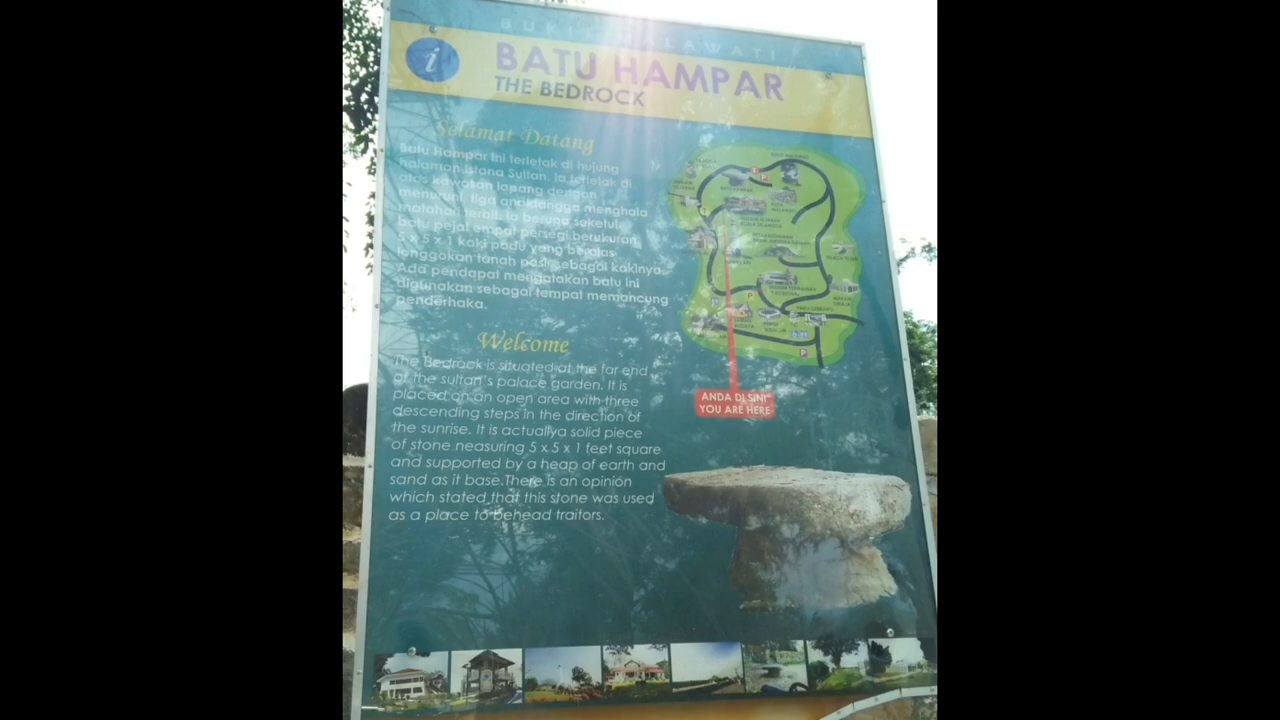 BUKIT MALAWATI
i
BATU HAMPAR
THE BEDROCK
Selamat Datang
Batu Hampar ini terletak di hujung
halaman Istana Sultan. Ia terletak di
atas kawasan lapang dengan
menuruni tiga anak tangga menghala
matahari terbit. Ia berupa seketul
batu pejal empat persegi berukuran
5 x 5 x 1 kaki padu yang beralas
longgokan tanah pasir sebagai kakinya.
Ada pendapat mengatakan batu ini
digunakan sebagai tempat memancung
penderhaka.
Welcome
The Bedrock is situated at the far end
of the sultan's palace garden. It is
placed on an open area with three
descending steps in the direction of
the sunrise. It is actuallya solid piece
of stone neasuring 5 x 5 x 1 feet square
and supported by a heap of earth and
sand as it base.There is an opinion
which stated that this stone was used
as a place to behead traitors.
ANDA DI SINI
YOU ARE HERE